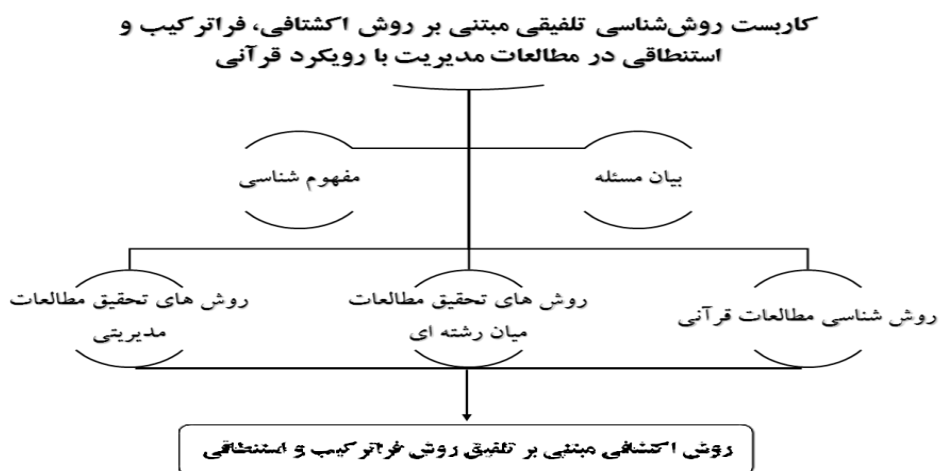 کاربست روش‌شناسی تلفیقی مبتنی بر روش اکشتافی، فراترکیب و
استنطاقی در مطالعات مدیریت با رویکرد قرآنی
بیان مسئله
مفهوم شناسی
روش شناسی مطالعات قرآنی
روش های تحقیق مطالعات
میان رشته ای
روش های تحقیق مطالعات
مدیریتی
روش اکتشافی مبتنی بر تلفیق روش فراترکیب و استنطاقی